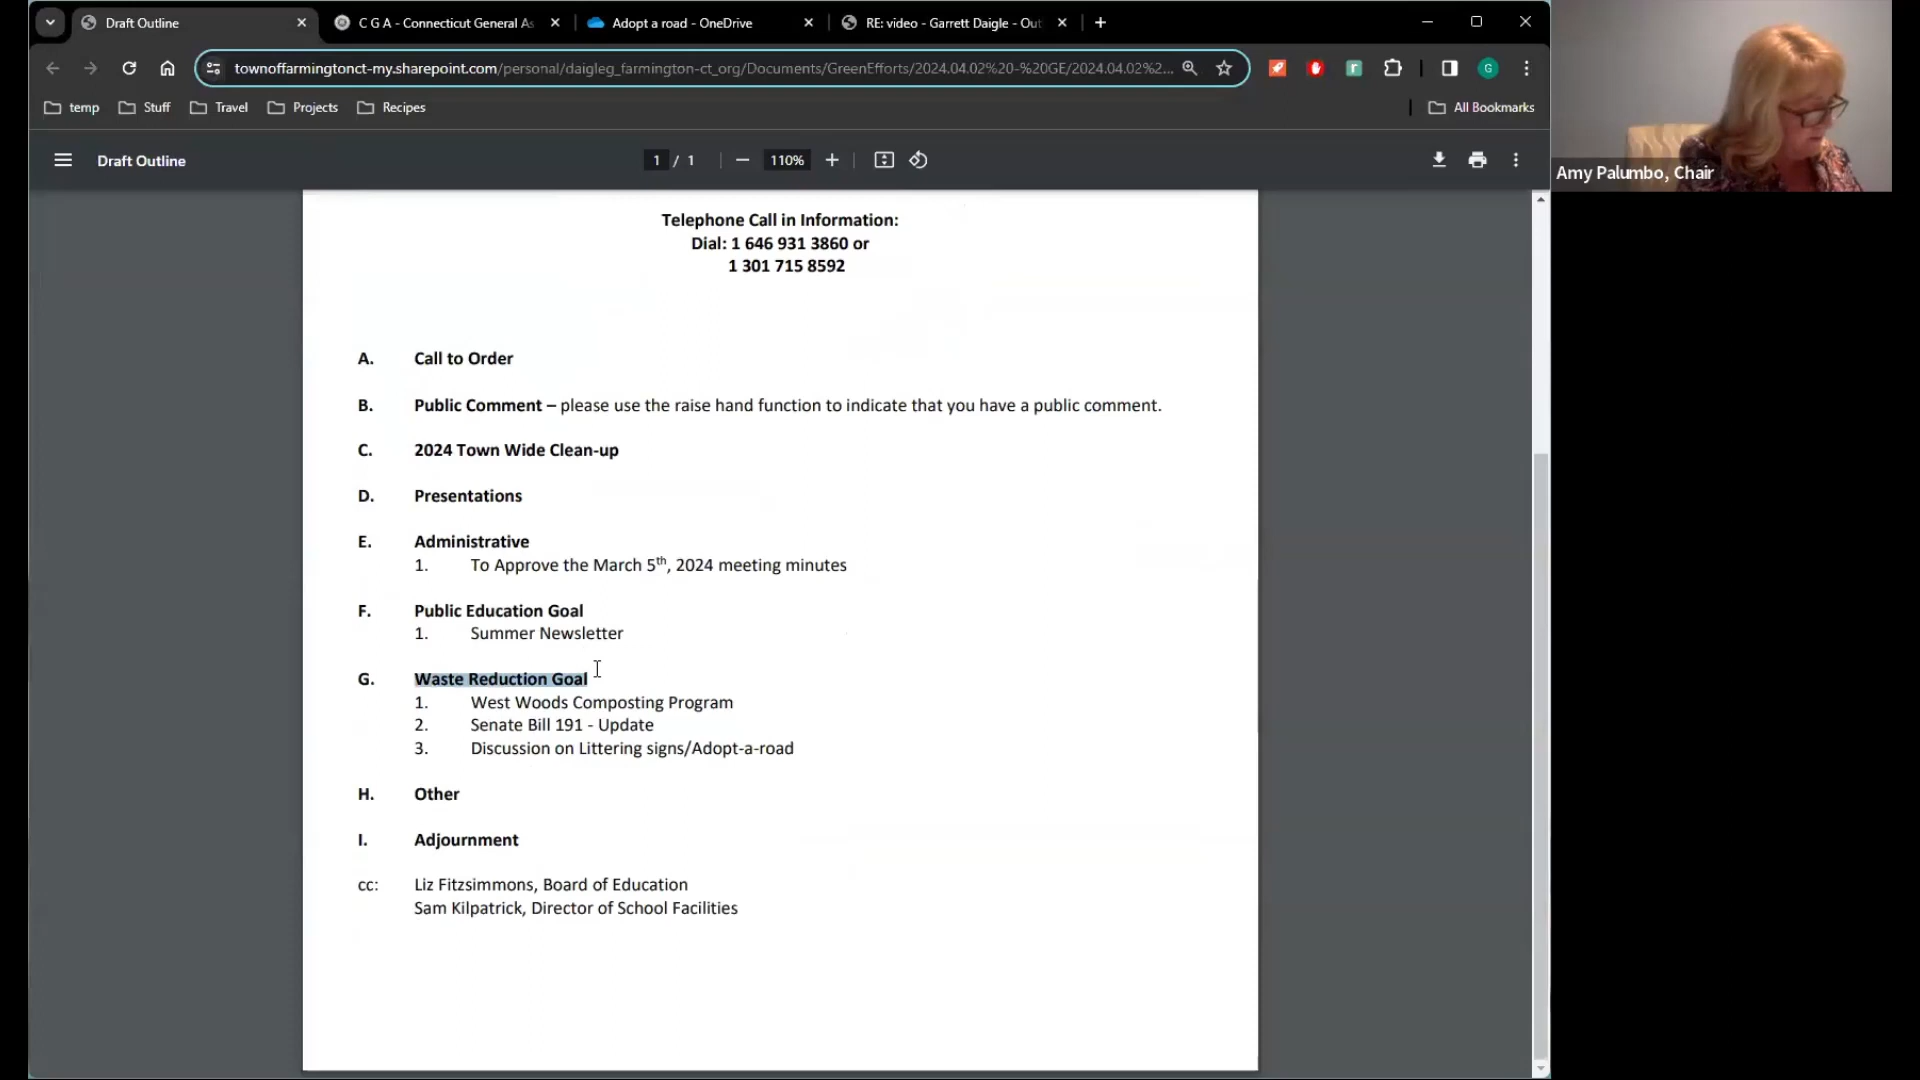 Draft Outline
C G A - Connecticut General As
Adopt a road - OneDrive
RE: video - Garrett Daigle - Out
townoffarmingtonct-my.sharepoint.com/personal/daigleg_farmington-ct_org/Documents/GreenEfforts/2024.04.02%20-%20GE/2024.04.02%2...
G
temp
Stuff
Travel
Projects
Recipes
All Bookmarks
Draft Outline
1 / 1
110%
Amy Palumbo, Chair
Telephone Call in Information:
Dial: 1 646 931 3860 or
1 301 715 8592
A. Call to Order
B. Public Comment – please use the raise hand function to indicate that you have a public comment.
C. 2024 Town Wide Clean-up
D. Presentations
E. Administrative
1. To Approve the March 5th, 2024 meeting minutes
F. Public Education Goal
1. Summer Newsletter
G. Waste Reduction Goal
1. West Woods Composting Program
2. Senate Bill 191 - Update
3. Discussion on Littering signs/Adopt-a-road
H. Other
I. Adjournment
cc: Liz Fitzsimmons, Board of Education
Sam Kilpatrick, Director of School Facilities